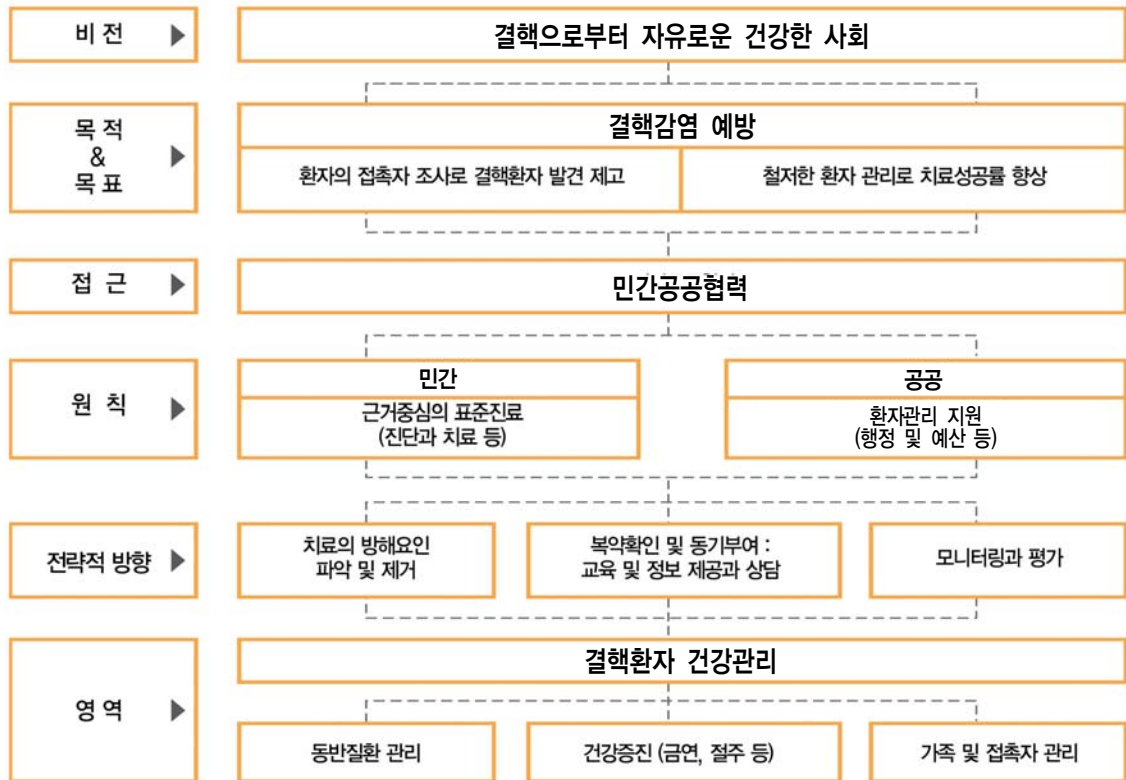 비 전 ▶
결핵으로부터 자유로운 건강한 사회
목 적
&
목 표 ▶
결핵감염 예방
환자의 접촉자 조사로 결핵환자 발견 제고
철저한 환자 관리로 치료성공률 향상
접 근 ▶
민간공공협력
원 칙 ▶
민간
근거중심의 표준진료
(진단과 치료 등)
공공
환자관리 지원
(행정 및 예산 등)
전략적 방향 ▶
치료의 방해요인
파악 및 제거
복약확인 및 동기부여 :
교육 및 정보 제공과 상담
모니터링과 평가
영 역 ▶
결핵환자 건강관리
동반질환 관리
건강증진 (금연, 절주 등)
가족 및 접촉자 관리